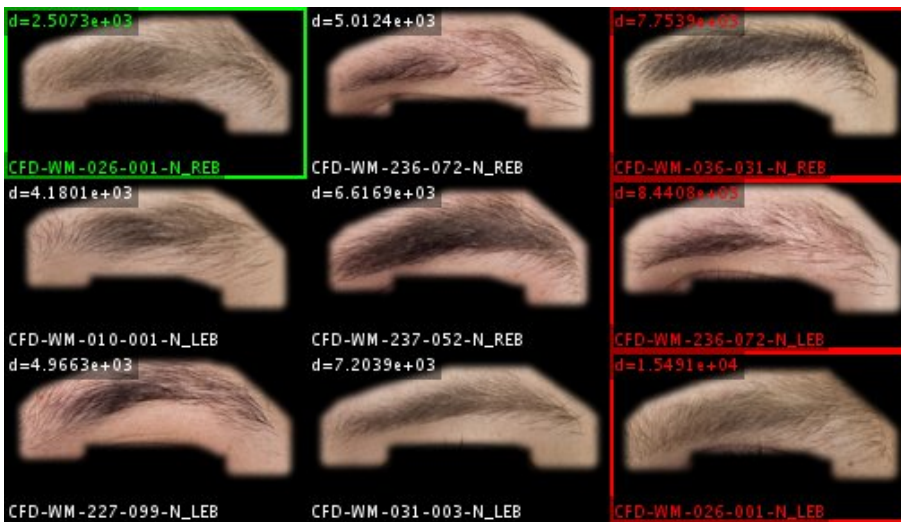 d=2.5073e+03 d=5.0124e+03 d=7.7539e+03
CFD-WM-026-001-N_REB CFD-WM-236-072-N_REB CFD-WM-036-031-N_REB
d=4.1801e+03 d=6.6169e+03 d=8.4408e+03
CFD-WM-010-001-N_LEB CFD-WM-237-052-N_REB CFD-WM-236-072-N_LEB
d=4.9663e+03 d=7.2039e+03 d=1.5491e+04
CFD-WM-227-099-N_LEB CFD-WM-031-003-N_LEB CFD-WM-026-001-N_LEB